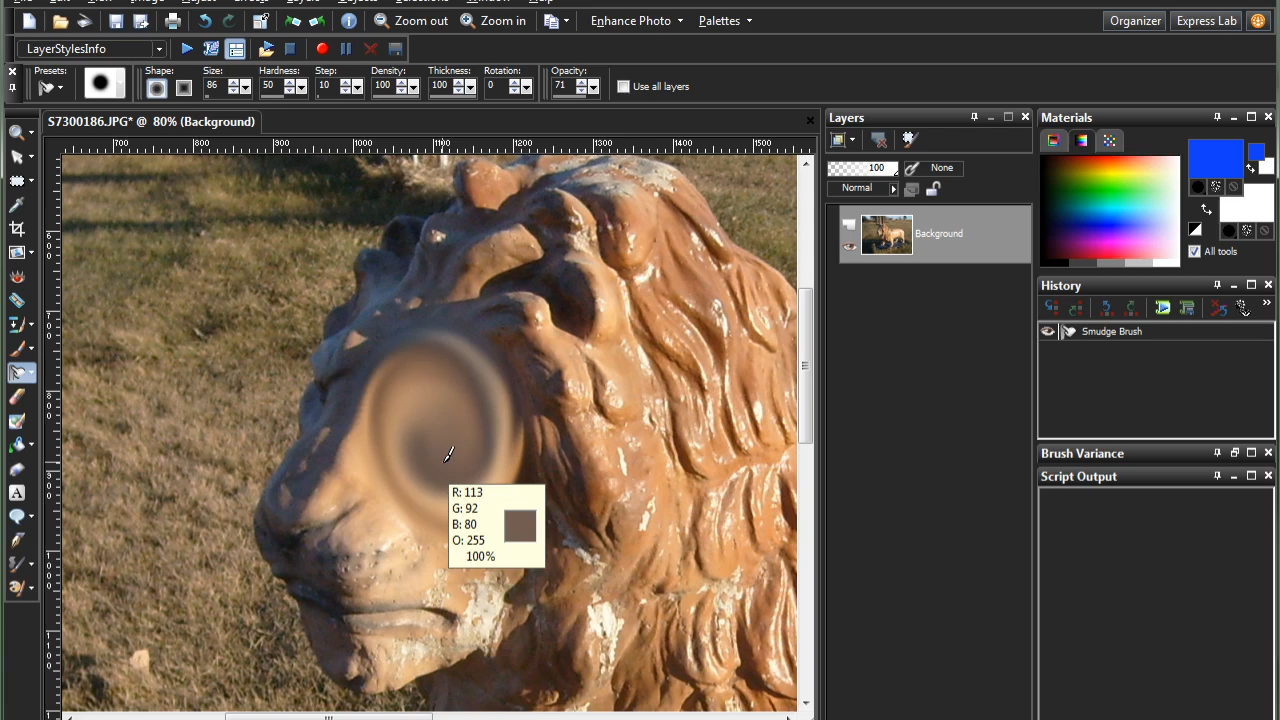 Zoom out Zoom in Enhance Photo Palettes Organizer Express Lab
LayerStylesInfo
Presets: Shape: Size: Hardness: Step: Density: Thickness: Rotation: Opacity:
86 50 10 100 100 0 71 Use all layers
S7300186.JPG* @ 80% (Background)
700 800 900 1000 1100 1200 1300 1400 1500
Layers
100 None
Normal
Background
Materials
All tools
History
Smudge Brush
Brush Variance
Script Output
R: 113
G: 92
B: 80
O: 255
100%
A